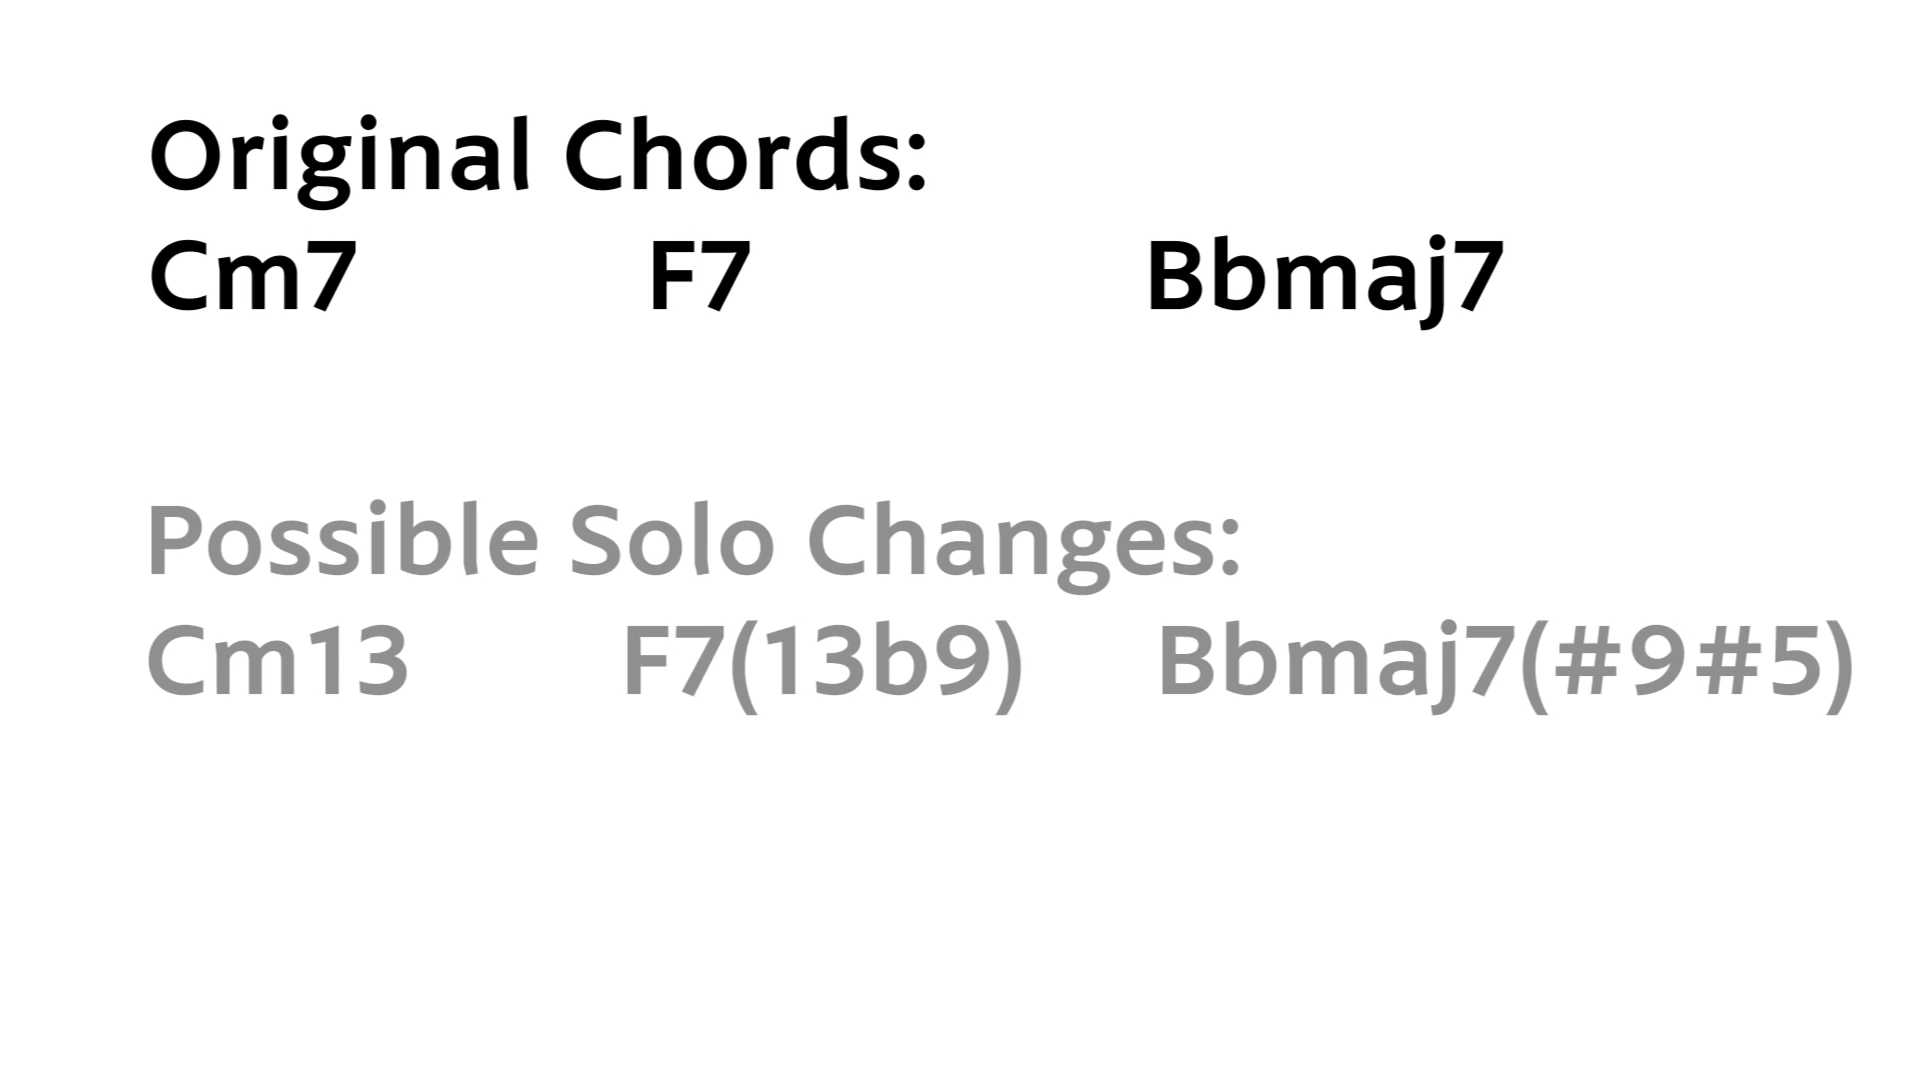 Original Chords:
Cm7 F7 Bbmaj7
Possible Solo Changes:
Cm13 F7(13b9) Bbmaj7(#9#5)